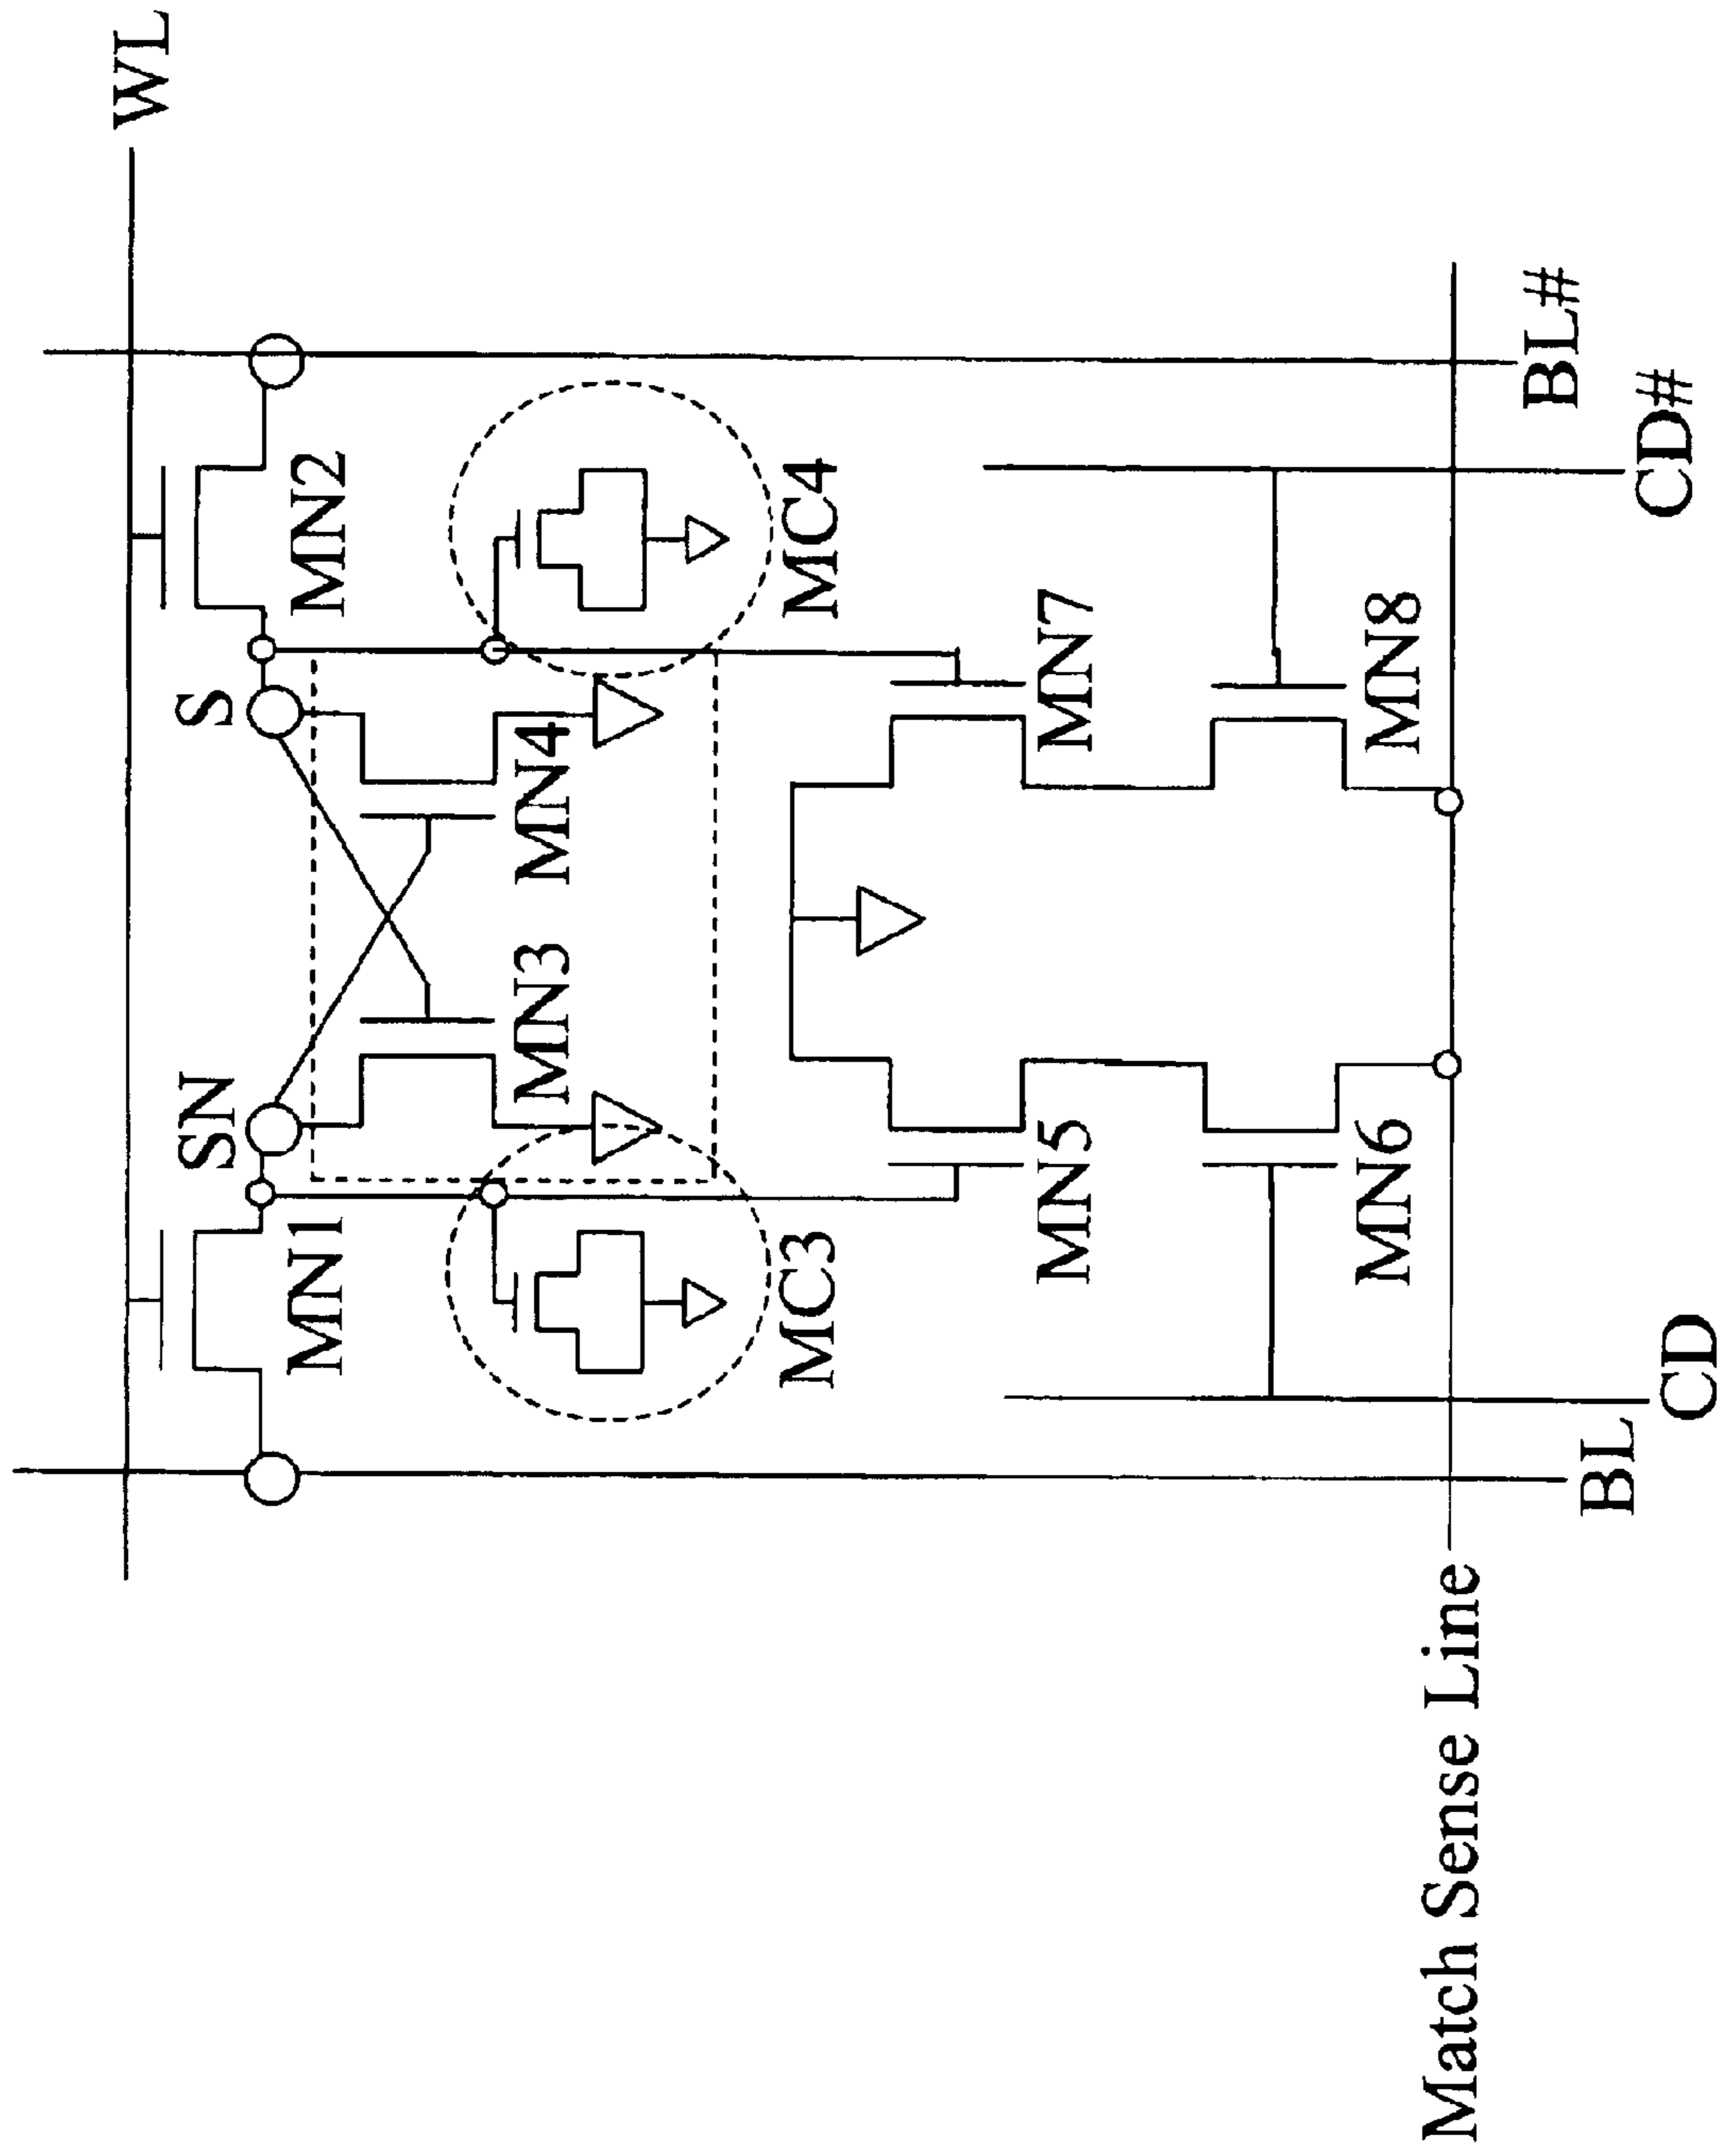 WL
S
SN
MN2
MN1
MN4
MN3
MC4
MC3
MN7
MN5
MN8
MN6
BL#
CD#
CD
BL
Match Sense Line